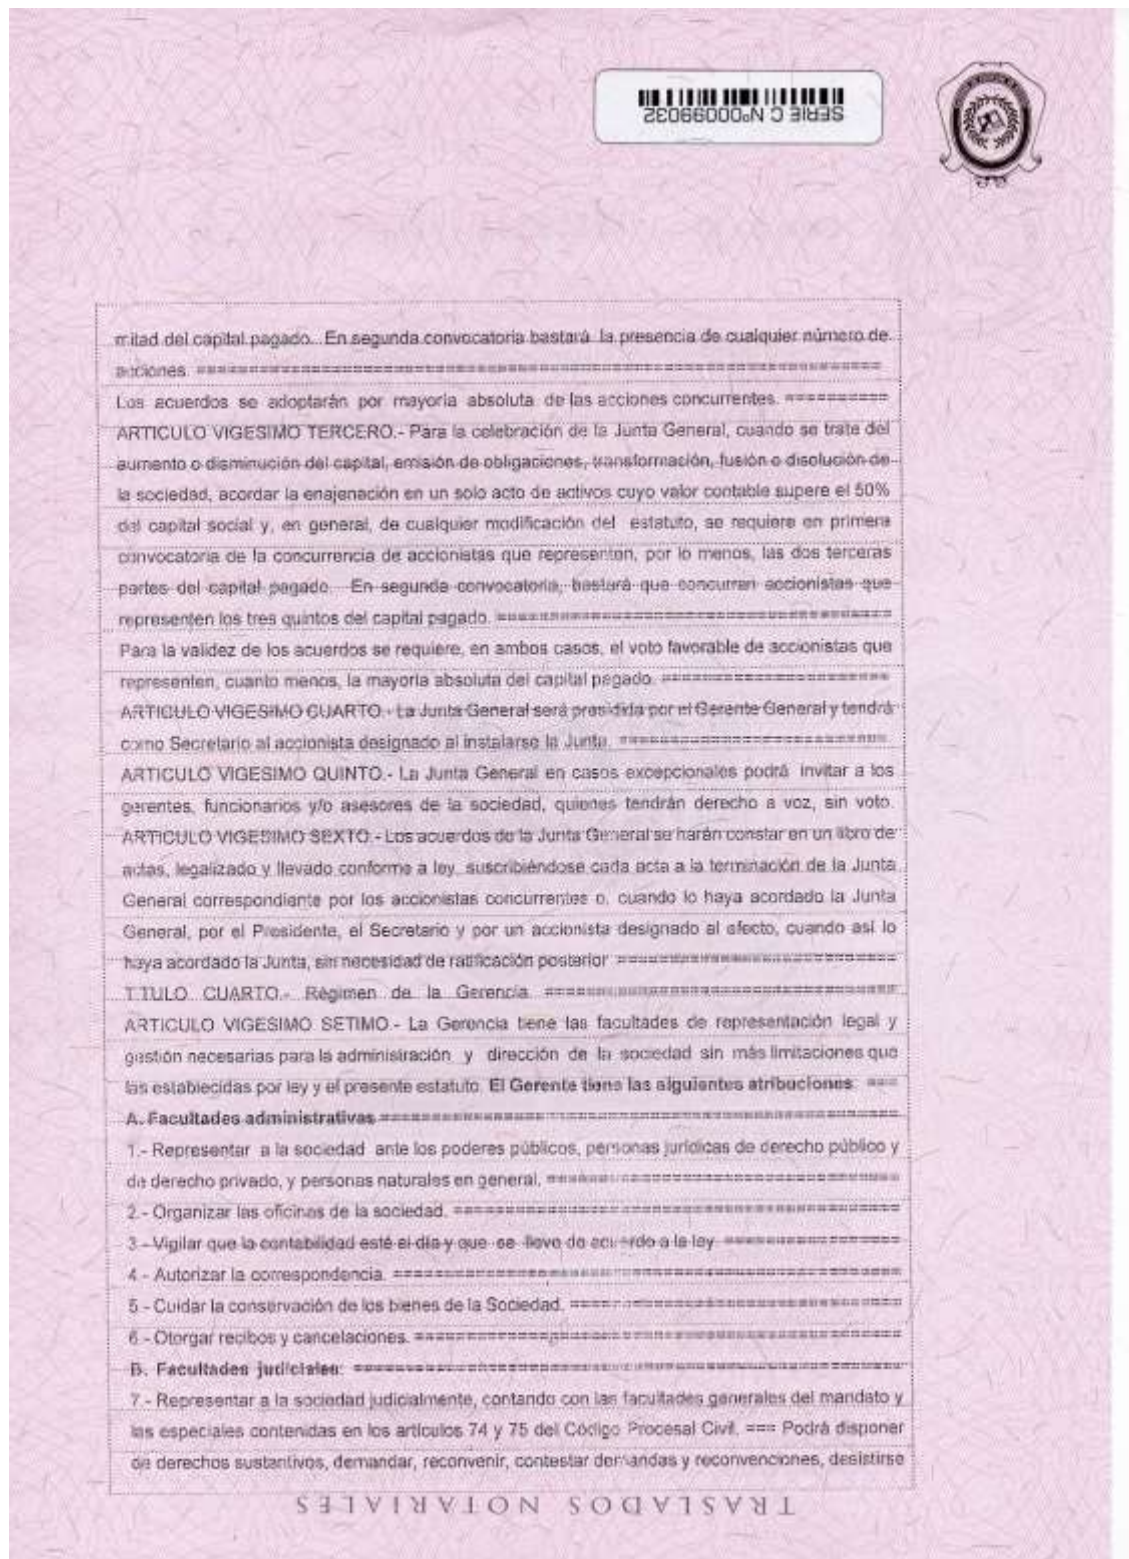 SERIE C Nº00099032
mitad del capital pagado. En segunda convocatoria bastará la presencia de cualquier número de
acciones. ==========
Los acuerdos se adoptarán por mayoría absoluta de las acciones concurrentes. ==========
ARTICULO VIGESIMO TERCERO.- Para la celebración de la Junta General, cuando se trate del
aumento o disminución del capital, emisión de obligaciones, transformación, fusión o disolución de
la sociedad, acordar la enajenación en un solo acto de activos cuyo valor contable supere el 50%
del capital social y, en general, de cualquier modificación del estatuto, se requiere en primera
convocatoria de la concurrencia de accionistas que representen, por lo menos, las dos terceras
partes del capital pagado. En segunda convocatoria, bastará que concurran accionistas que
representen los tres quintos del capital pagado. ==========
Para la validez de los acuerdos se requiere, en ambos casos, el voto favorable de accionistas que
representen, cuanto menos, la mayoría absoluta del capital pagado. ==========
ARTICULO VIGESIMO CUARTO.- La Junta General será presidida por el Gerente General y tendrá
como Secretario al accionista designado al instalarse la Junta. ==========
ARTICULO VIGESIMO QUINTO.- La Junta General en casos excepcionales podrá invitar a los
gerentes, funcionarios y/o asesores de la sociedad, quienes tendrán derecho a voz, sin voto.
ARTICULO VIGESIMO SEXTO.- Los acuerdos de la Junta General se harán constar en un libro de
actas, legalizado y llevado conforme a ley, suscribiéndose cada acta a la terminación de la Junta
General correspondiente por los accionistas concurrentes o, cuando lo haya acordado la Junta
General, por el Presidente, el Secretario y por un accionista designado al efecto, cuando así lo
haya acordado la Junta, sin necesidad de ratificación posterior ==========
TITULO CUARTO.- Régimen de la Gerencia. ==========
ARTICULO VIGESIMO SETIMO.- La Gerencia tiene las facultades de representación legal y
gestión necesarias para la administración y dirección de la sociedad sin más limitaciones que
las establecidas por ley y el presente estatuto. El Gerente tiene las siguientes atribuciones: ===
A. Facultades administrativas ==========
1.- Representar a la sociedad ante los poderes públicos, personas jurídicas de derecho público y
de derecho privado, y personas naturales en general, ==========
2.- Organizar las oficinas de la sociedad. ==========
3.- Vigilar que la contabilidad esté al día y que se lleve de acuerdo a la ley ==========
4.- Autorizar la correspondencia. ==========
5.- Cuidar la conservación de los bienes de la Sociedad. ==========
6.- Otorgar recibos y cancelaciones. ==========
B. Facultades judiciales: ==========
7.- Representar a la sociedad judicialmente, contando con las facultades generales del mandato y
las especiales contenidas en los artículos 74 y 75 del Código Procesal Civil. === Podrá disponer
de derechos sustantivos, demandar, reconvenir, contestar demandas y reconvenciones, desistirse
TRASLADOS NOTARIALES